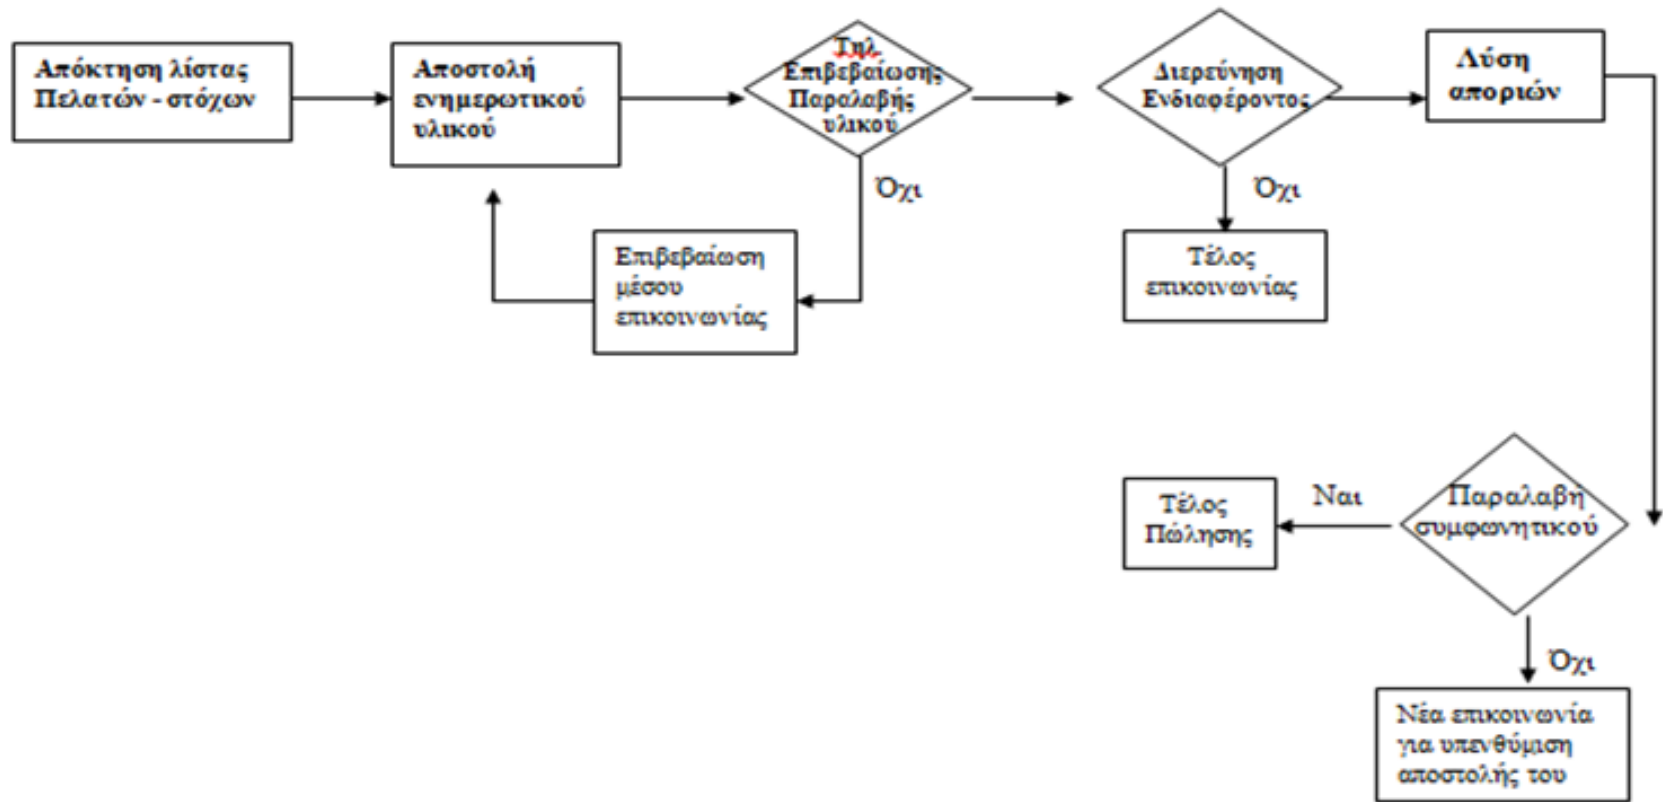 Απόκτηση λίστας
Πελατών - στόχων
Αποστολή
ενημερωτικού
υλικού
Τηλ.
Επιβεβαίωσης
Παραλαβής
υλικού
Όχι
Επιβεβαίωση
μέσου
επικοινωνίας
Διερεύνηση
Ενδιαφέροντος
Όχι
Τέλος
επικοινωνίας
Λύση
αποριών
Παραλαβή
συμφωνητικού
Ναι
Τέλος
Πώλησης
Όχι
Νέα επικοινωνία
για υπενθύμιση
αποστολής του